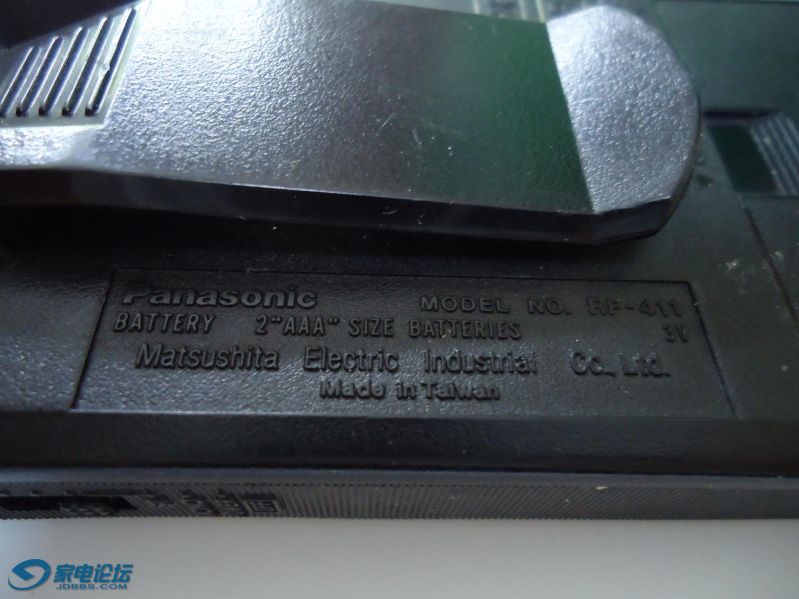 Panasonic MODEL NO. RF-411
BATTERY 2"AAA" SIZE BATTERIES 3V
Matsushita Electric Industrial Co., Ltd.
Made in Taiwan
家电论坛
JDBBS.COM